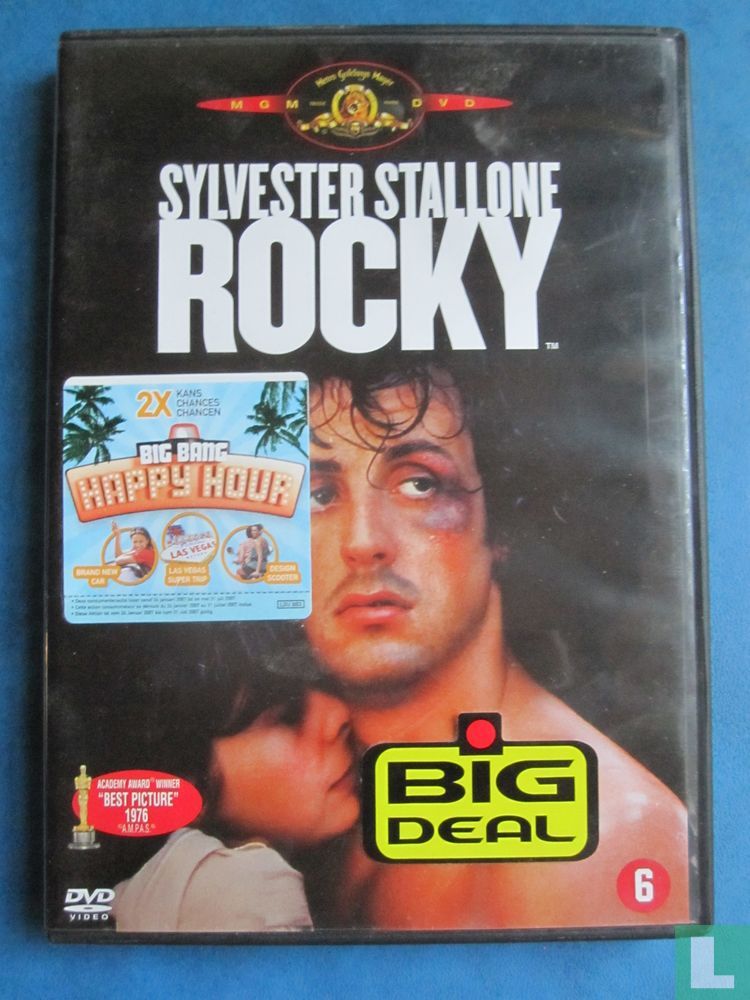 Metro Goldwyn Mayer
MGM DVD
SYLVESTER STALLONE
ROCKY
TM
2X KANS
CHANCES
CHANCEN
BIG BANG
HAPPY HOUR
LAS VEGAS
BRAND NEW
CAR
LAS VEGAS
SUPER TRIP
DESIGN
SCOOTER
ACADEMY AWARD® WINNER
"BEST PICTURE"
1976
"A.M.P.A.S."®
BIG
DEAL
DVD
VIDEO
6
L